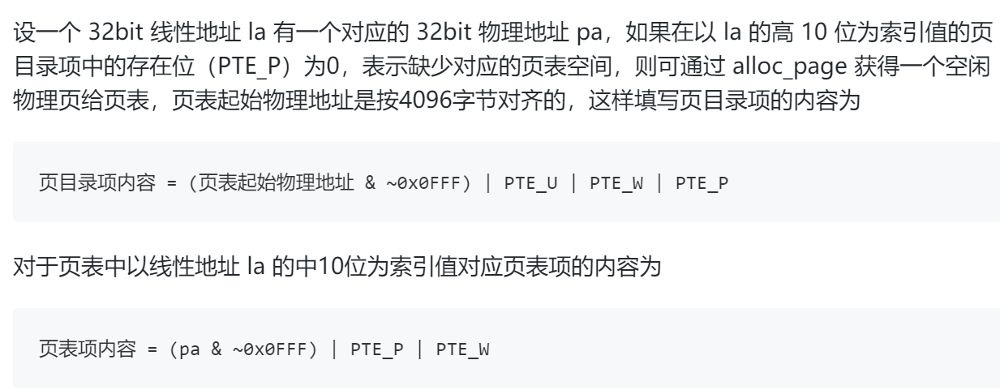 设一个 32bit 线性地址 la 有一个对应的 32bit 物理地址 pa，如果在以 la 的高 10 位为索引值的页
目录项中的存在位（PTE_P）为0，表示缺少对应的页表空间，则可通过 alloc_page 获得一个空闲
物理页给页表，页表起始物理地址是按4096字节对齐的，这样填写页目录项的内容为
页目录项内容 = (页表起始物理地址 & ~0x0FFF) | PTE_U | PTE_W | PTE_P
对于页表中以线性地址 la 的中10位为索引值对应页表项的内容为
页表项内容 = (pa & ~0x0FFF) | PTE_P | PTE_W